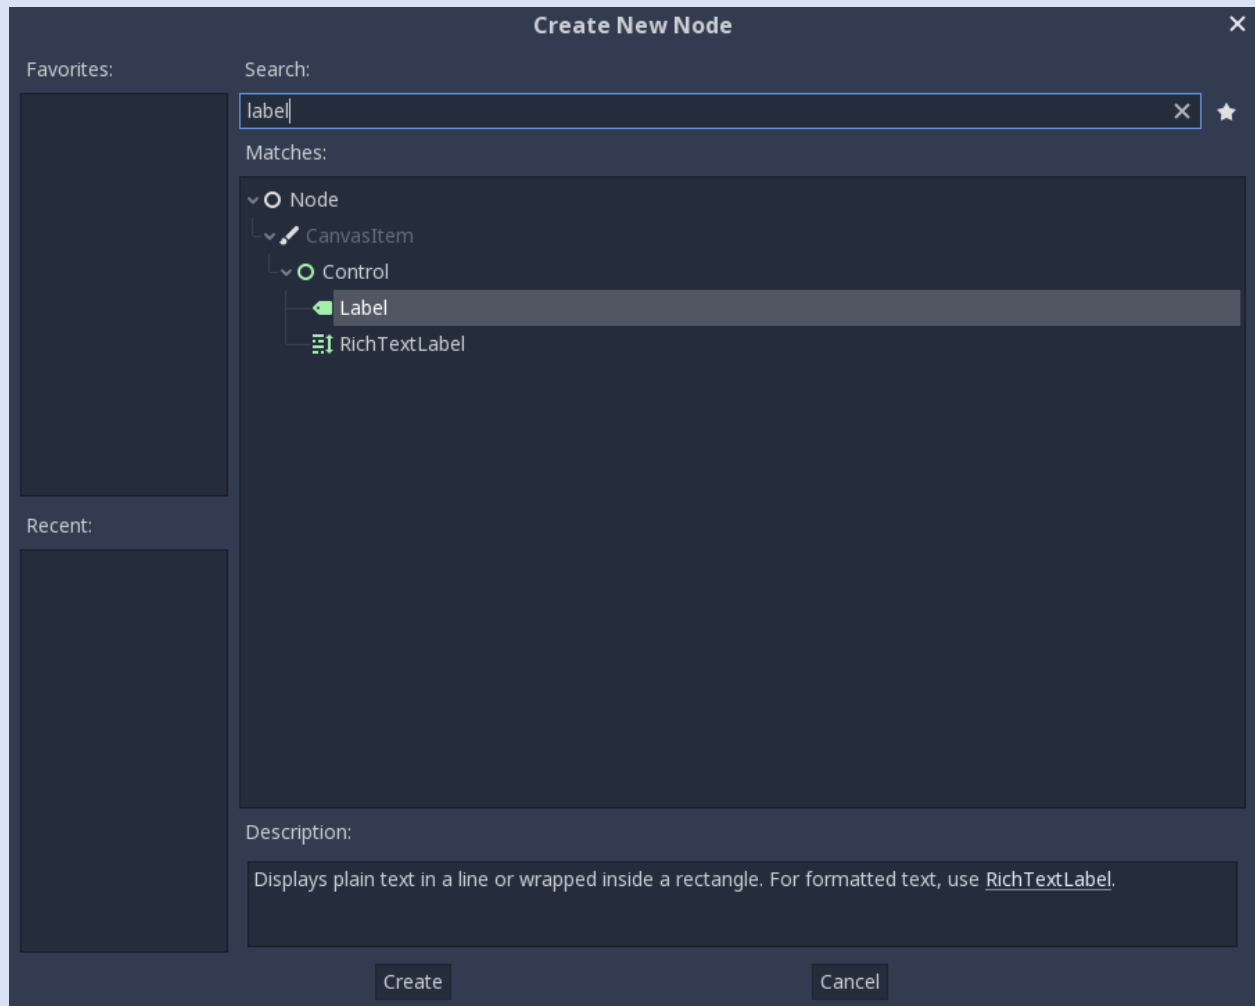 Create New Node
Favorites:
Search:
label
Matches:
Node
CanvasItem
Control
Label
RichTextLabel
Recent:
Description:
Displays plain text in a line or wrapped inside a rectangle. For formatted text, use RichTextLabel.
Create
Cancel